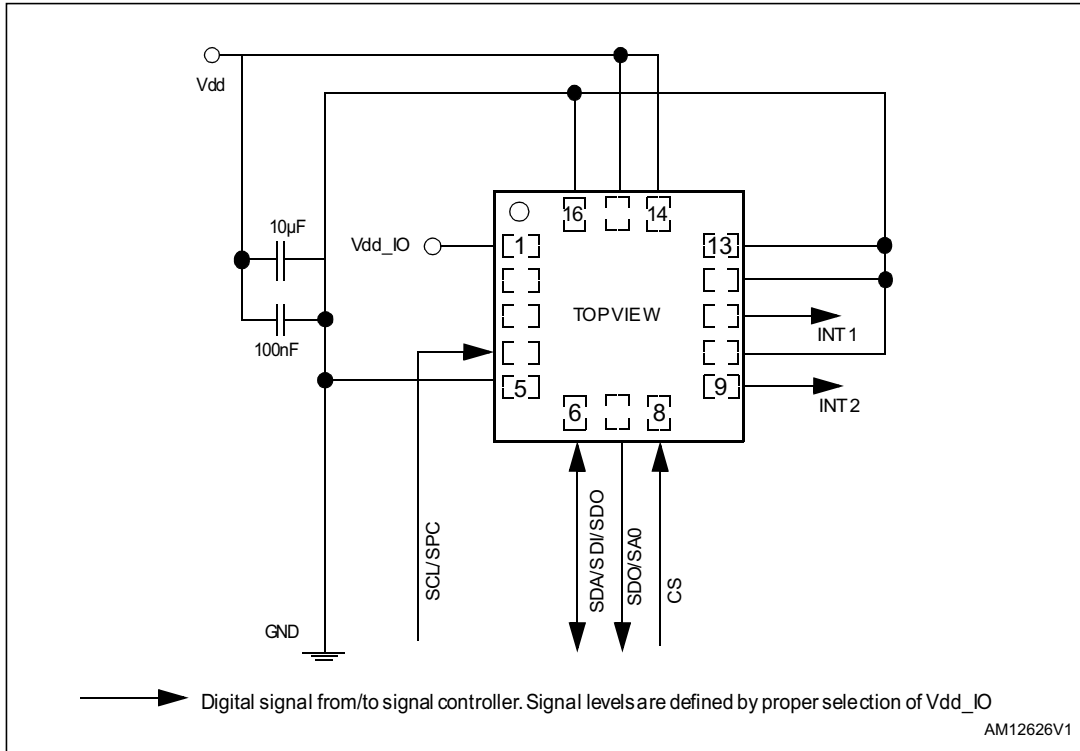 Vdd
16
14
10µF
Vdd_IO
1
13
TOP VIEW
INT 1
100nF
5
9
6
8
INT 2
SCL/SPC
SDA/SDI/SDO
SDO/SA0
CS
GND
Digital signal from/to signal controller. Signal levels are defined by proper selection of Vdd_IO
AM12626V1